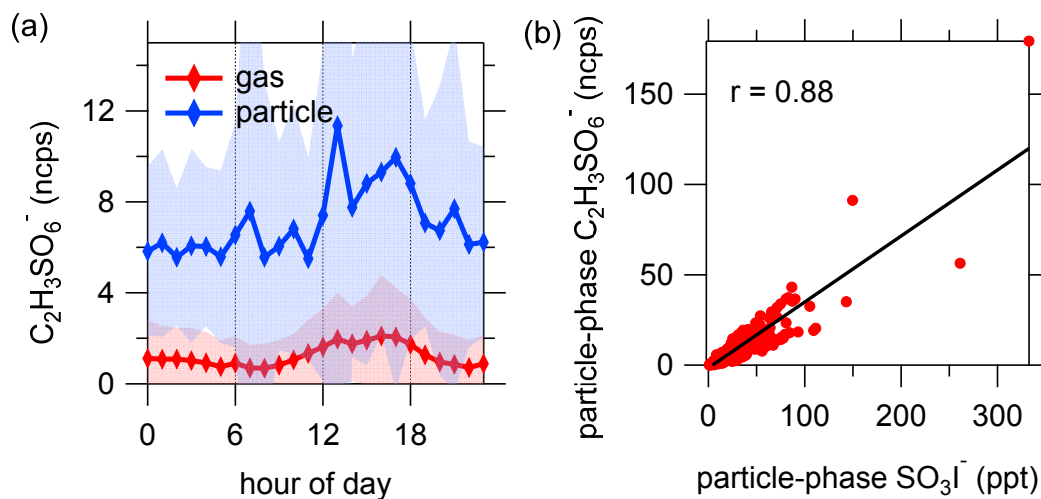 (a)
gas
particle
12
8
4
0
C₂H₃SO₆⁻ (ncps)
0 6 12 18
hour of day
(b)
r = 0.88
150
100
50
0
particle-phase C₂H₃SO₆⁻ (ncps)
0 100 200 300
particle-phase SO₃I⁻ (ppt)